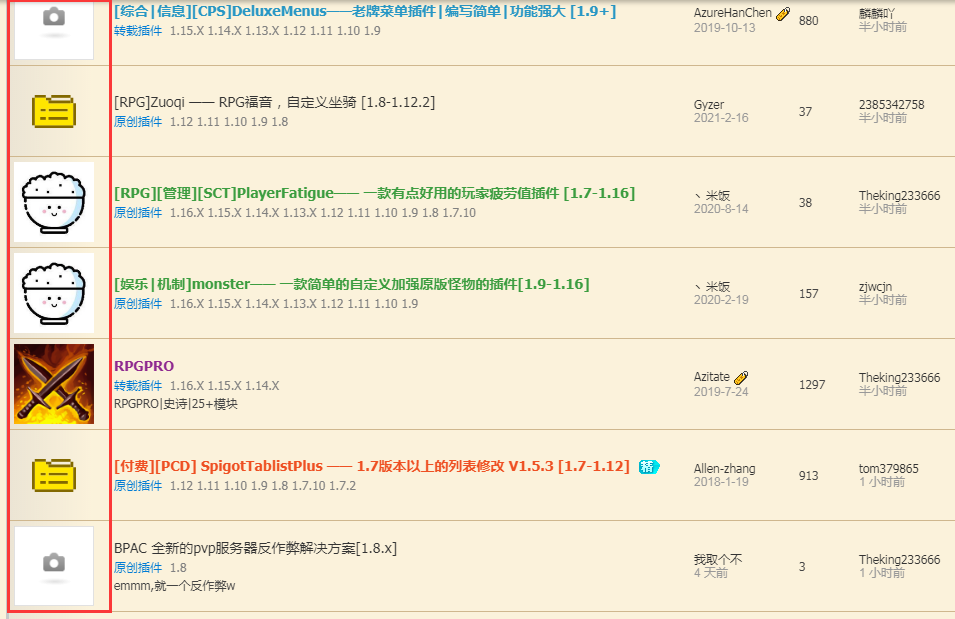 [综合|信息][CPS]DeluxeMenus——老牌菜单插件|编写简单|功能强大 [1.9+]
转载插件 1.15.X 1.14.X 1.13.X 1.12 1.11 1.10 1.9
AzureHanChen
2019-10-13
880
麟麟吖
半小时前
[RPG]Zuoqi —— RPG福音，自定义坐骑 [1.8-1.12.2]
原创插件 1.12 1.11 1.10 1.9 1.8
Gyzer
2021-2-16
37
2385342758
半小时前
[RPG][管理][SCT]PlayerFatigue—— 一款有点好用的玩家疲劳值插件 [1.7-1.16]
原创插件 1.16.X 1.15.X 1.14.X 1.13.X 1.12 1.11 1.10 1.9 1.8 1.7.10
丶米饭
2020-8-14
38
Theking233666
半小时前
[娱乐|机制]monster—— 一款简单的自定义加强原版怪物的插件[1.9-1.16]
原创插件 1.16.X 1.15.X 1.14.X 1.13.X 1.12 1.11 1.10 1.9
丶米饭
2020-2-19
157
zjwcjn
半小时前
RPGPRO
转载插件 1.16.X 1.15.X 1.14.X
RPGPRO|史诗|25+模块
Azitate
2019-7-24
1297
Theking233666
半小时前
[付费][PCD] SpigotTablistPlus —— 1.7版本以上的列表修改 V1.5.3 [1.7-1.12] 精
原创插件 1.12 1.11 1.10 1.9 1.8 1.7.10 1.7.2
Allen-zhang
2018-1-19
913
tom379865
1 小时前
BPAC 全新的pvp服务器反作弊解决方案[1.8.x]
原创插件 1.8
emmm,就一个反作弊w
我取个不
4 天前
3
Theking233666
1 小时前